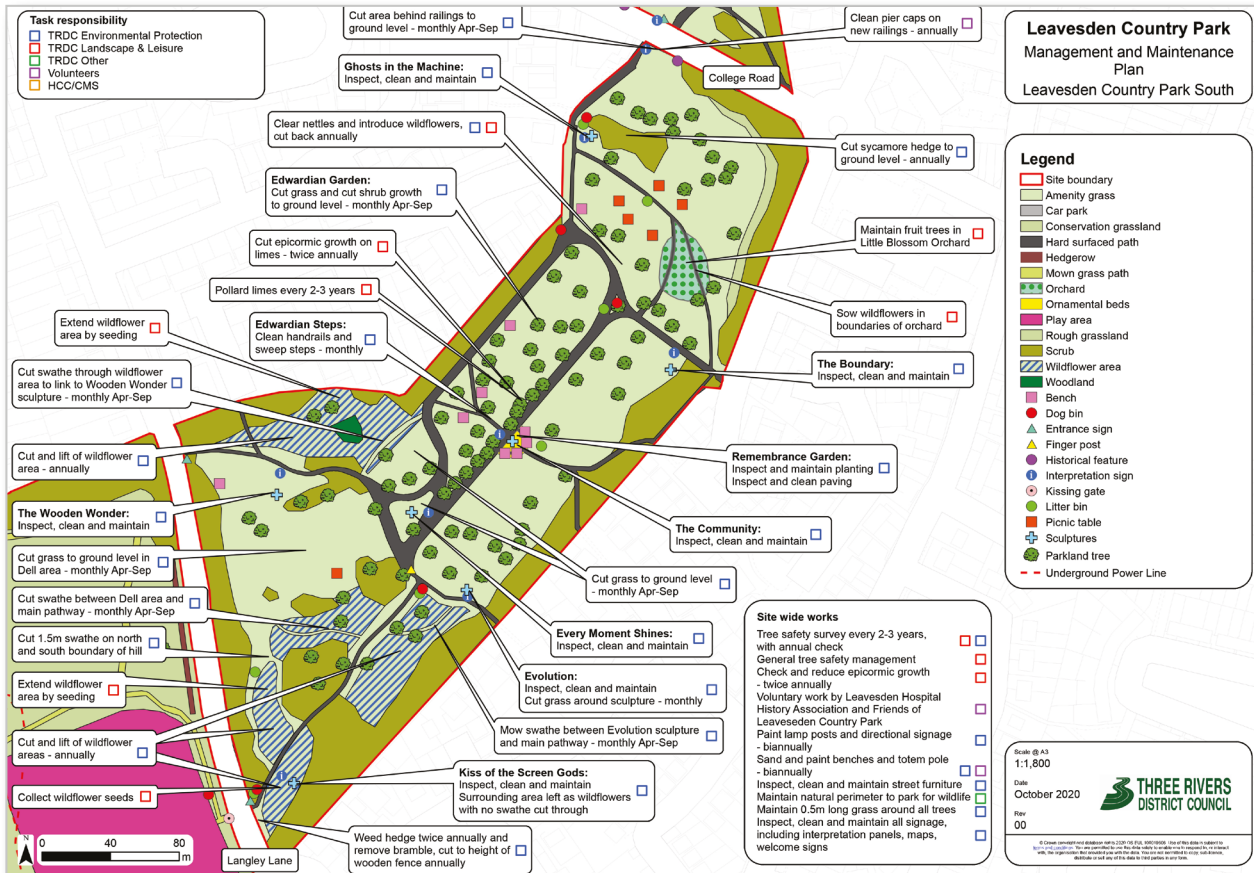 Task responsibility
TRDC Environmental Protection
TRDC Landscape & Leisure
TRDC Other
Volunteers
HCC/CMS
Cut area behind railings to
ground level - monthly Apr-Sep
Clean pier caps on
new railings - annually
Leavesden Country Park
Management and Maintenance
Plan
Leavesden Country Park South
Ghosts in the Machine:
Inspect, clean and maintain
College Road
Clear nettles and introduce wildflowers,
cut back annually
Cut sycamore hedge to
ground level - annually
Edwardian Garden:
Cut grass and cut shrub growth
to ground level - monthly Apr-Sep
Cut epicormic growth on
limes - twice annually
Maintain fruit trees in
Little Blossom Orchard
Pollard limes every 2-3 years
Sow wildflowers in
boundaries of orchard
Extend wildflower
area by seeding
Edwardian Steps:
Clean handrails and
sweep steps - monthly
The Boundary:
Inspect, clean and maintain
Cut swathe through wildflower
area to link to Wooden Wonder
sculpture - monthly Apr-Sep
Cut and lift of wildflower
area - annually
Remembrance Garden:
Inspect and maintain planting
Inspect and clean paving
The Wooden Wonder:
Inspect, clean and maintain
The Community:
Inspect, clean and maintain
Cut grass to ground level in
Dell area - monthly Apr-Sep
Cut grass to ground level
- monthly Apr-Sep
Cut swathe between Dell area and
main pathway - monthly Apr-Sep
Cut 1.5m swathe on north
and south boundary of hill
Every Moment Shines:
Inspect, clean and maintain
Extend wildflower
area by seeding
Evolution:
Inspect, clean and maintain
Cut grass around sculpture - monthly
Mow swathe between Evolution sculpture
and main pathway - monthly Apr-Sep
Cut and lift of wildflower
areas - annually
Kiss of the Screen Gods:
Inspect, clean and maintain
Surrounding area left as wildflowers
with no swathe cut through
Collect wildflower seeds
Weed hedge twice annually and
remove bramble, cut to height of
wooden fence annually
Langley Lane
N
0 40 80
m
Legend
Site boundary
Amenity grass
Car park
Conservation grassland
Hard surfaced path
Hedgerow
Mown grass path
Orchard
Ornamental beds
Play area
Rough grassland
Scrub
Wildflower area
Woodland
Bench
Dog bin
Entrance sign
Finger post
Historical feature
Interpretation sign
Kissing gate
Litter bin
Picnic table
Sculptures
Parkland tree
Underground Power Line
Site wide works
Tree safety survey every 2-3 years,
with annual check
General tree safety management
Check and reduce epicormic growth
- twice annually
Voluntary work by Leavesden Hospital
History Association and Friends of
Leaveseden Country Park
Paint lamp posts and directional signage
- biannually
Sand and paint benches and totem pole
- biannually
Inspect, clean and maintain street furniture
Maintain natural perimeter to park for wildlife
Maintain 0.5m long grass around all trees
Inspect, clean and maintain all signage,
including interpretation panels, maps,
welcome signs
Scale @ A3
1:1,800
Date
October 2020
Rev
00
THREE RIVERS
DISTRICT COUNCIL